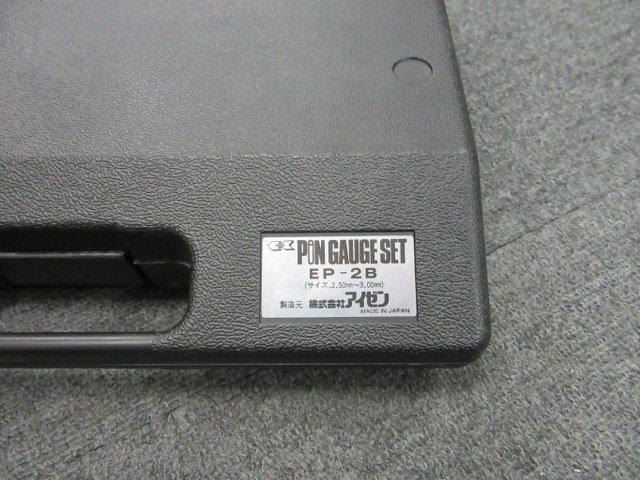 PIN GAUGE SET
EP-2B
(サイズ.2.50mm〜3.00mm)
製造元 株式会社アイゼン
MADE IN JAPAN